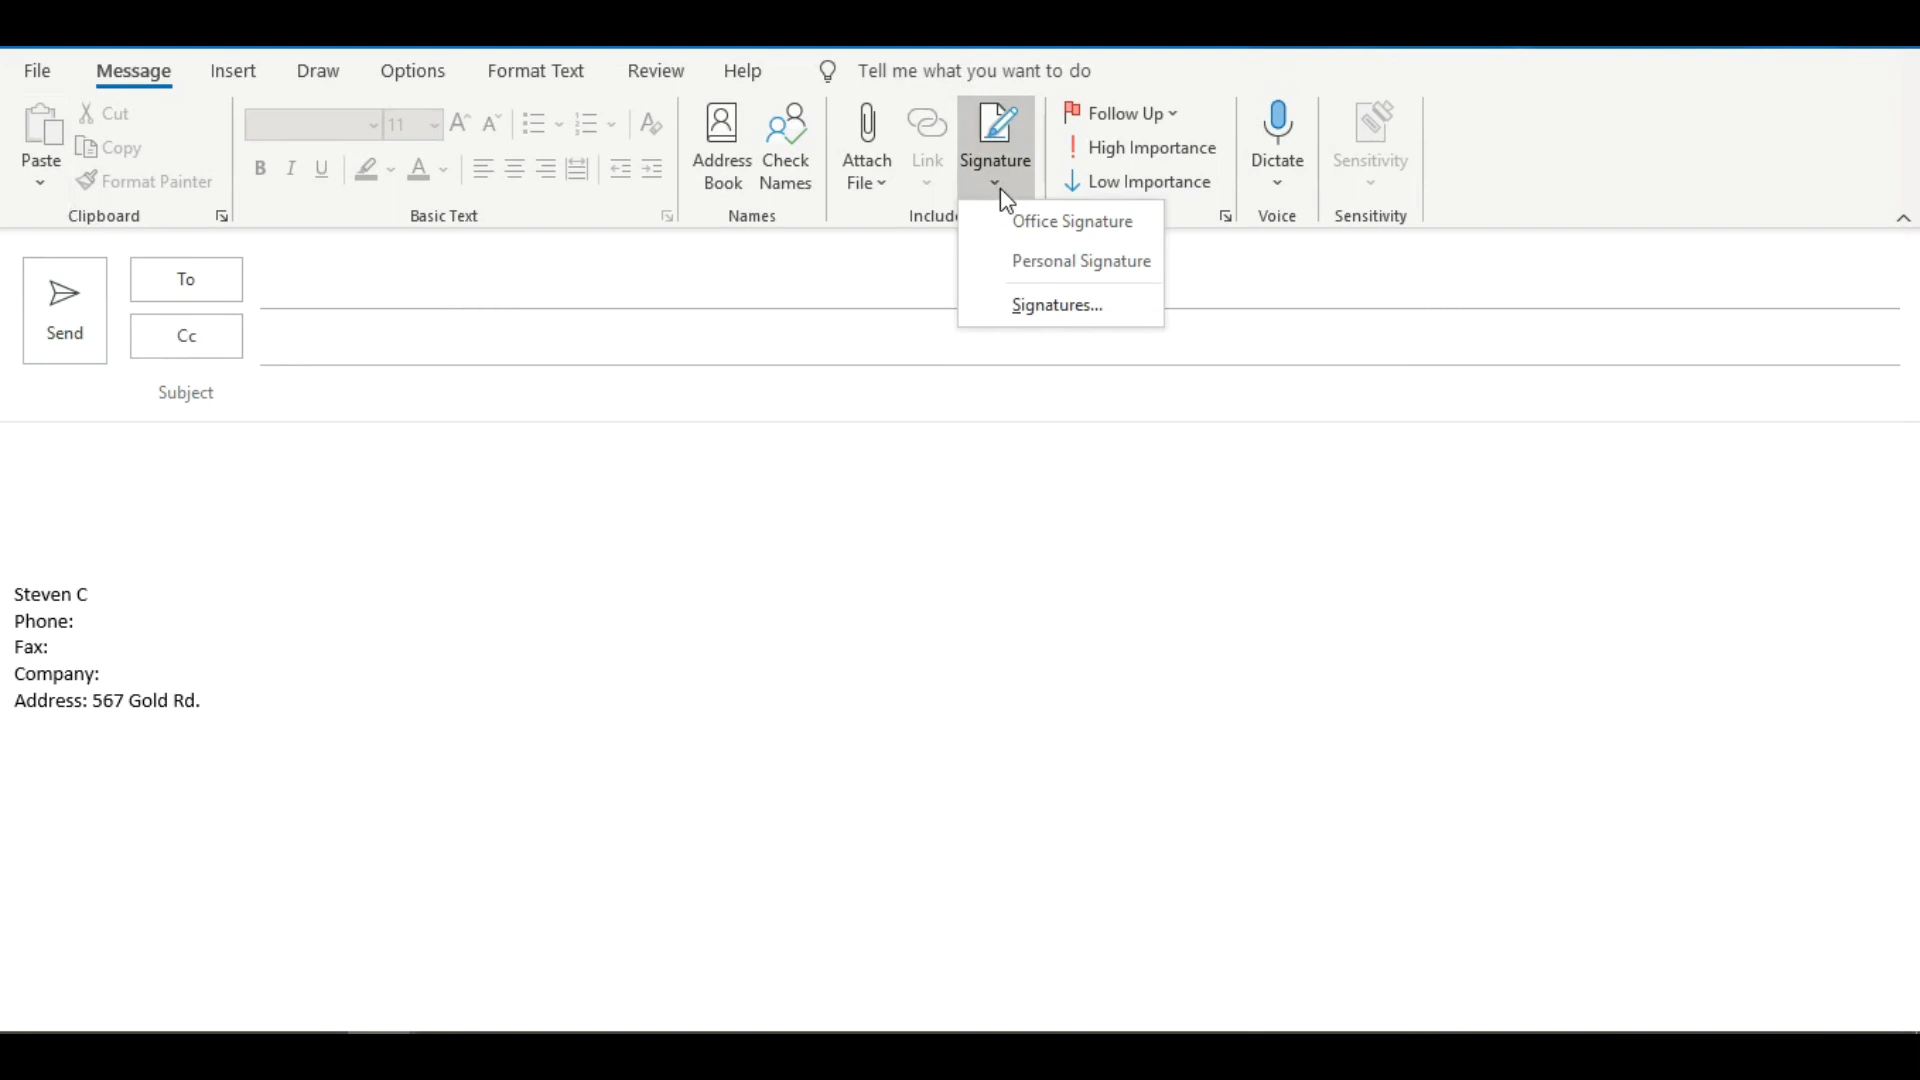 File Message Insert Draw Options Format Text Review Help Tell me what you want to do
Paste
Cut
Copy
Format Painter
Clipboard
11
B I U A
Basic Text
Address Book
Check Names
Names
Attach File
Link
Signature
Includ
Follow Up
High Importance
Low Importance
Dictate
Voice
Sensitivity
Sensitivity
Office Signature
Personal Signature
Signatures...
Send
To
Cc
Subject
Steven C
Phone:
Fax:
Company:
Address: 567 Gold Rd.